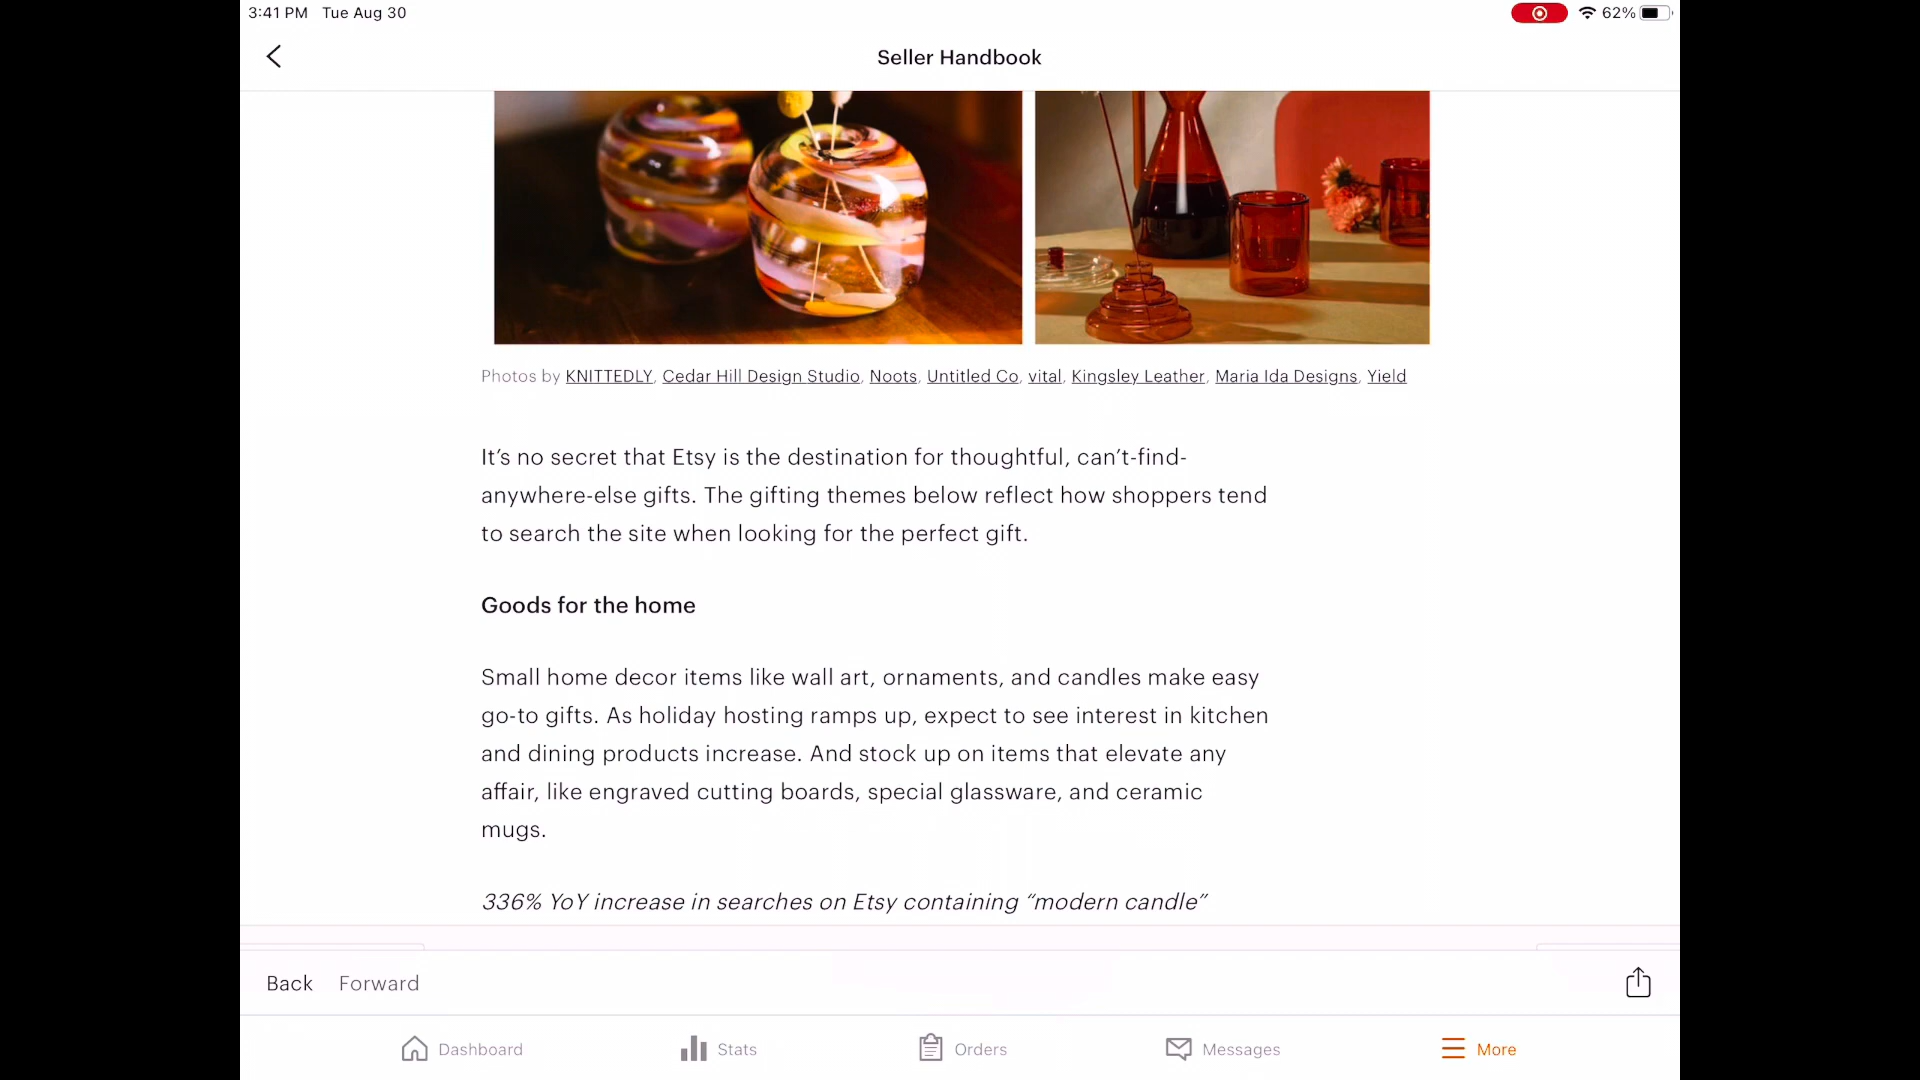 3:41 PM Tue Aug 30
62%
Seller Handbook
Photos by KNITTEDLY, Cedar Hill Design Studio, Noots, Untitled Co, vital, Kingsley Leather, Maria Ida Designs, Yield
It’s no secret that Etsy is the destination for thoughtful, can’t-find-
anywhere-else gifts. The gifting themes below reflect how shoppers tend
to search the site when looking for the perfect gift.
Goods for the home
Small home decor items like wall art, ornaments, and candles make easy
go-to gifts. As holiday hosting ramps up, expect to see interest in kitchen
and dining products increase. And stock up on items that elevate any
affair, like engraved cutting boards, special glassware, and ceramic
mugs.
336% YoY increase in searches on Etsy containing “modern candle”
Back Forward
Dashboard Stats Orders Messages More